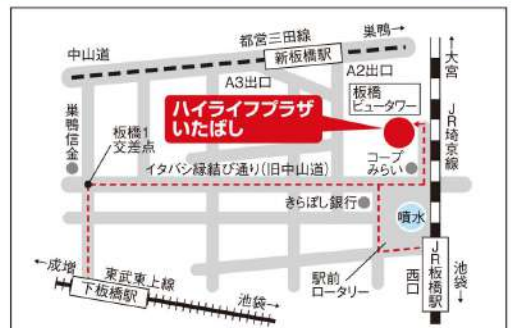 中山道
都営三田線
巣鴨→
新板橋駅
A3出口
A2出口
←大宮
板橋
ビュータワー
ハイライフプラザ
いたばし
JR埼京線
巣鴨信金
板橋1
交差点
コープ
みらい
イタバシ縁結び通り(旧中山道)
きらぼし銀行
噴水
JR板橋駅
西口
池袋→
駅前
ロータリー
←成増
東武東上線
下板橋駅
池袋→